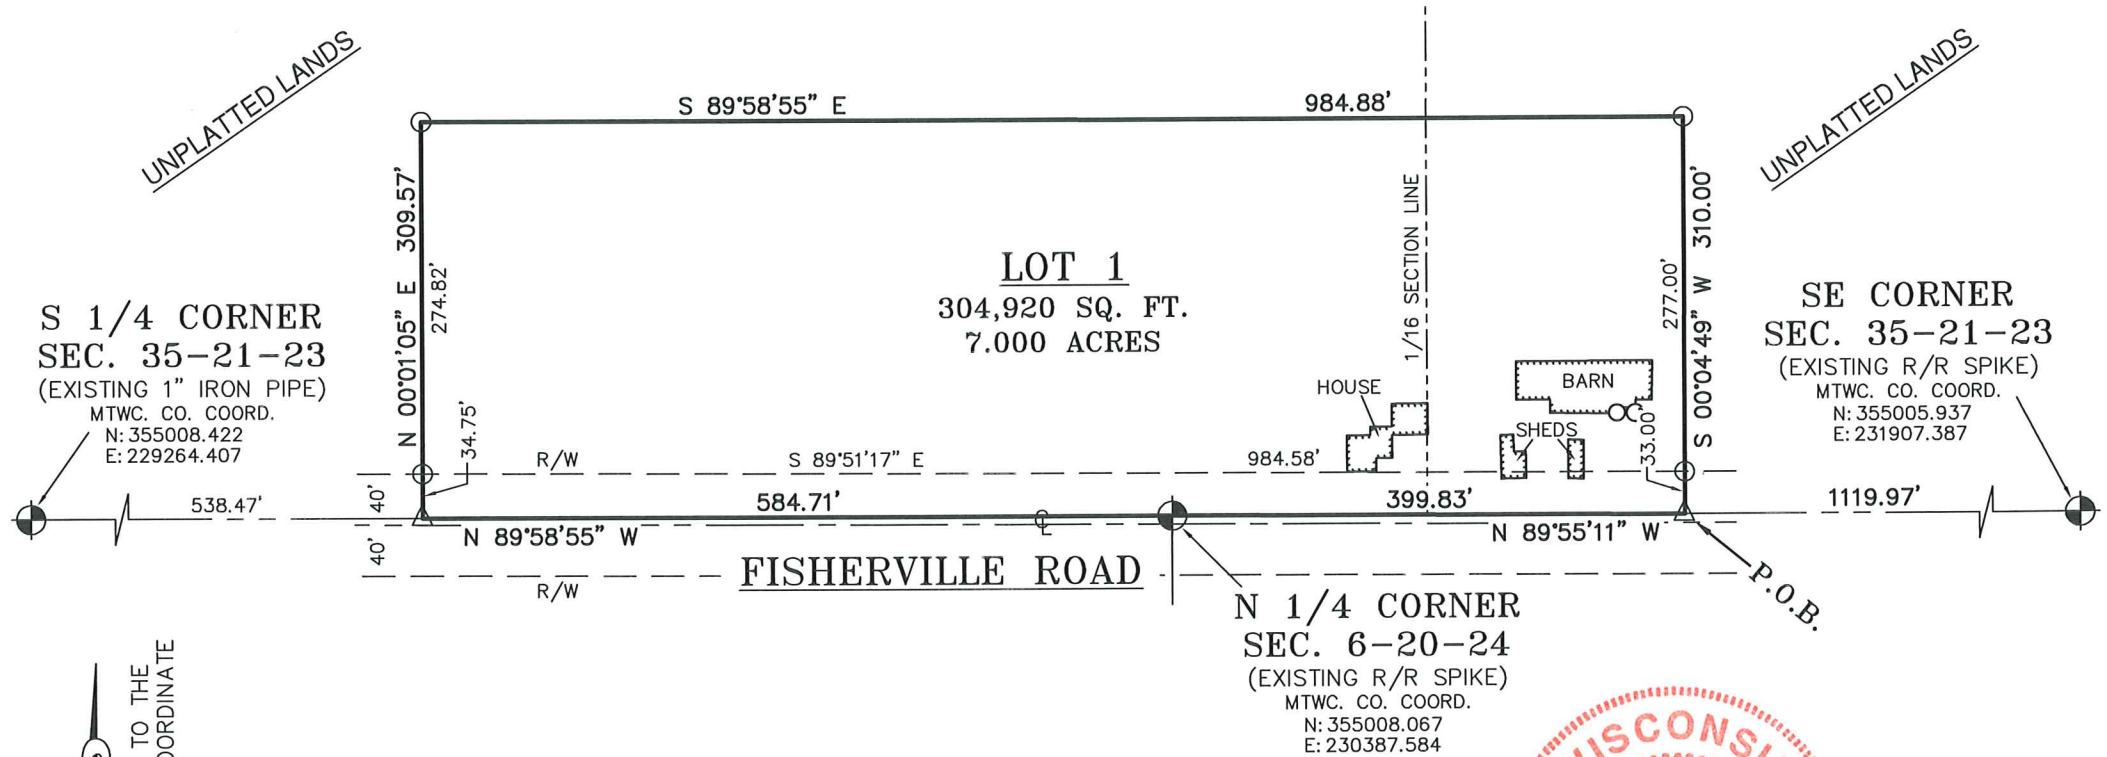 UNPLATTED LANDS
UNPLATTED LANDS
S 89°58'55" E
984.88'
N 00°01'05" E 309.57'
274.82'
34.75'
1/16 SECTION LINE
S 00°04'49" W 310.00'
277.00'
33.00'
LOT 1
304,920 SQ. FT.
7.000 ACRES
S 1/4 CORNER
SEC. 35-21-23
(EXISTING 1" IRON PIPE)
MTWC. CO. COORD.
N: 355008.422
E: 229264.407
SE CORNER
SEC. 35-21-23
(EXISTING R/R SPIKE)
MTWC. CO. COORD.
N: 355005.937
E: 231907.387
HOUSE
BARN
SHEDS
R/W
S 89°51'17" E
984.58'
538.47'
40'
584.71'
399.83'
1119.97'
40'
N 89°58'55" W
N 89°55'11" W
FISHERVILLE ROAD
R/W
P.O.B.
N 1/4 CORNER
SEC. 6-20-24
(EXISTING R/R SPIKE)
MTWC. CO. COORD.
N: 355008.067
E: 230387.584
TO THE